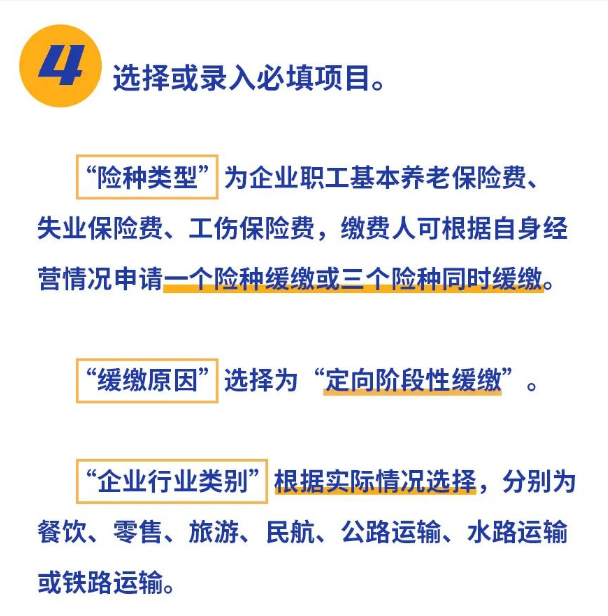 4 选择或录入必填项目。
“险种类型”为企业职工基本养老保险费、
失业保险费、工伤保险费，缴费人可根据自身经
营情况申请一个险种缓缴或三个险种同时缓缴。
“缓缴原因”选择为“定向阶段性缓缴”。
“企业行业类别”根据实际情况选择，分别为
餐饮、零售、旅游、民航、公路运输、水路运输
或铁路运输。